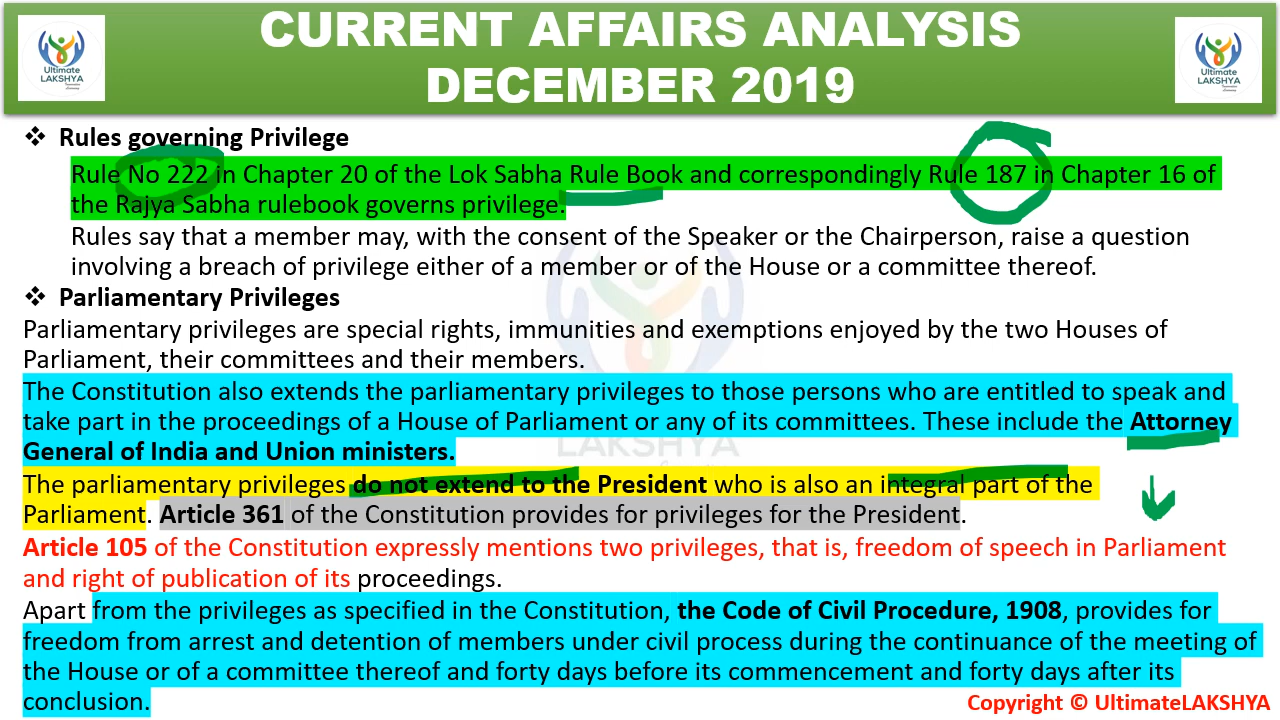 CURRENT AFFAIRS ANALYSIS
DECEMBER 2019
Ultimate
LAKSHYA
Ultimate
LAKSHYA
❖ Rules governing Privilege
Rule No 222 in Chapter 20 of the Lok Sabha Rule Book and correspondingly Rule 187 in Chapter 16 of
the Rajya Sabha rulebook governs privilege.
Rules say that a member may, with the consent of the Speaker or the Chairperson, raise a question
involving a breach of privilege either of a member or of the House or a committee thereof.
❖ Parliamentary Privileges
Parliamentary privileges are special rights, immunities and exemptions enjoyed by the two Houses of
Parliament, their committees and their members.
The Constitution also extends the parliamentary privileges to those persons who are entitled to speak and
take part in the proceedings of a House of Parliament or any of its committees. These include the Attorney
General of India and Union ministers.
LAKSHYA
The parliamentary privileges do not extend to the President who is also an integral part of the
Parliament. Article 361 of the Constitution provides for privileges for the President.
Article 105 of the Constitution expressly mentions two privileges, that is, freedom of speech in Parliament
and right of publication of its proceedings.
Apart from the privileges as specified in the Constitution, the Code of Civil Procedure, 1908, provides for
freedom from arrest and detention of members under civil process during the continuance of the meeting of
the House or of a committee thereof and forty days before its commencement and forty days after its
conclusion.
Copyright © UltimateLAKSHYA